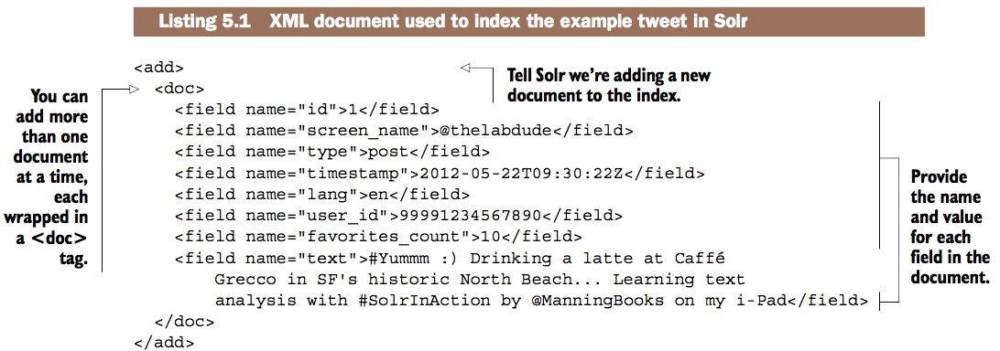 Listing 5.1 XML document used to index the example tweet in Solr
<add>
Tell Solr we're adding a new
document to the index.
You can
add more
than one
document
at a time,
each
wrapped in
a <doc>
tag.
<doc>
<field name="id">1</field>
<field name="screen_name">@thelabdude</field>
<field name="type">post</field>
<field name="timestamp">2012-05-22T09:30:22Z</field>
<field name="lang">en</field>
<field name="user_id">99991234567890</field>
<field name="favorites_count">10</field>
<field name="text">#Yummm :) Drinking a latte at Caffé
Grecco in SF's historic North Beach... Learning text
analysis with #SolrInAction by @ManningBooks on my i-Pad</field>
</doc>
</add>
Provide
the name
and value
for each
field in the
document.